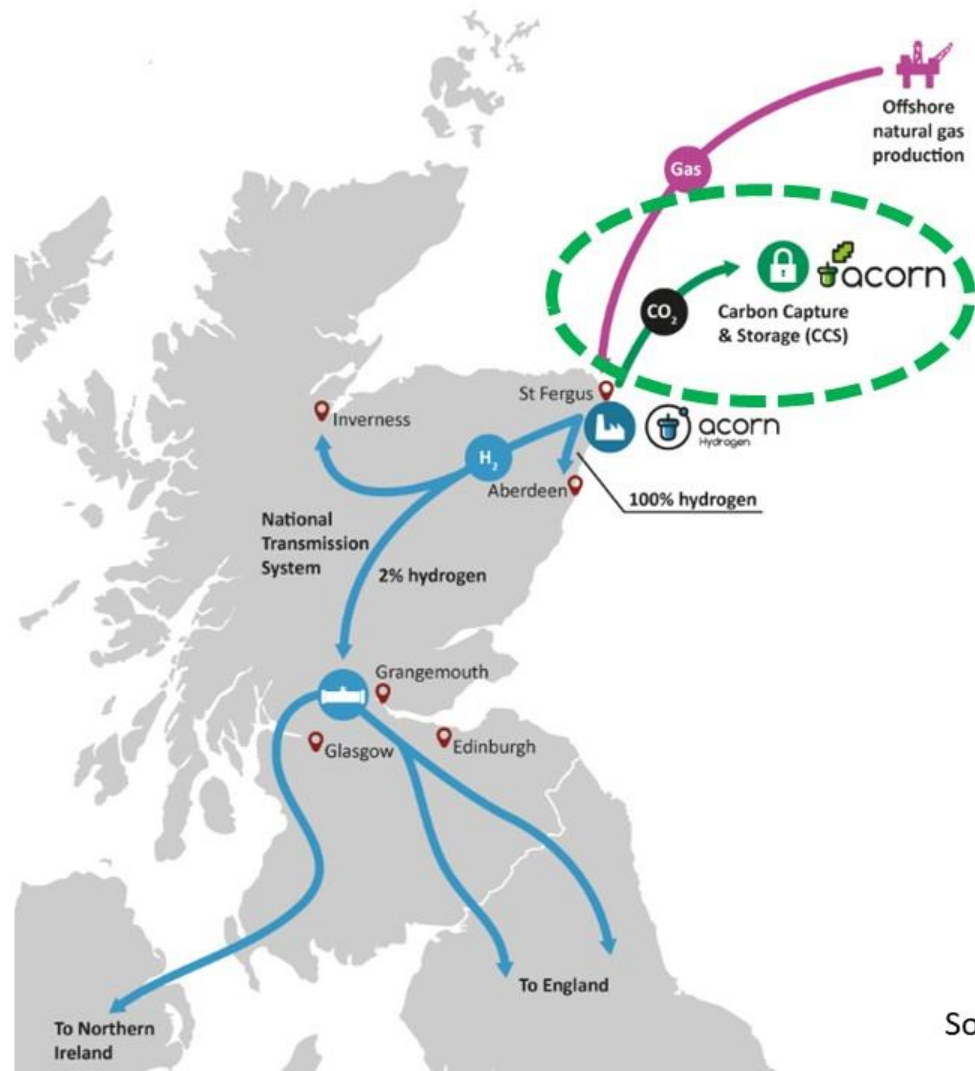 Offshore
natural gas
production
Gas
acorn
CO₂
Carbon Capture
& Storage (CCS)
St Fergus
Inverness
acorn
Hydrogen
H₂
Aberdeen
100% hydrogen
National
Transmission
System
2% hydrogen
Grangemouth
Glasgow
Edinburgh
To England
To Northern
Ireland
So